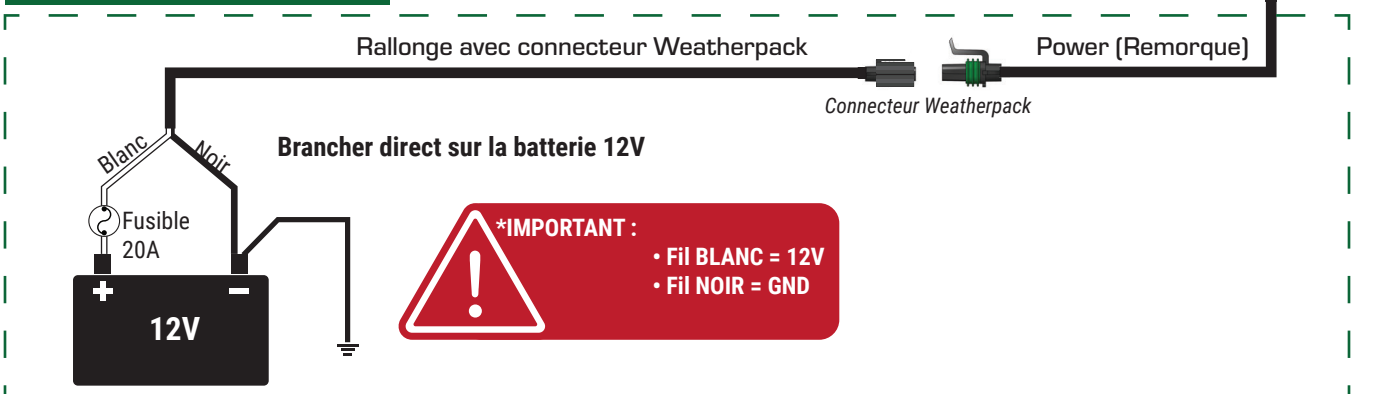 Rallonge avec connecteur Weatherpack
Power (Remorque)
Connecteur Weatherpack
Blanc
Noir
Brancher direct sur la batterie 12V
Fusible
20A
*IMPORTANT :
• Fil BLANC = 12V
• Fil NOIR = GND
+
−
12V